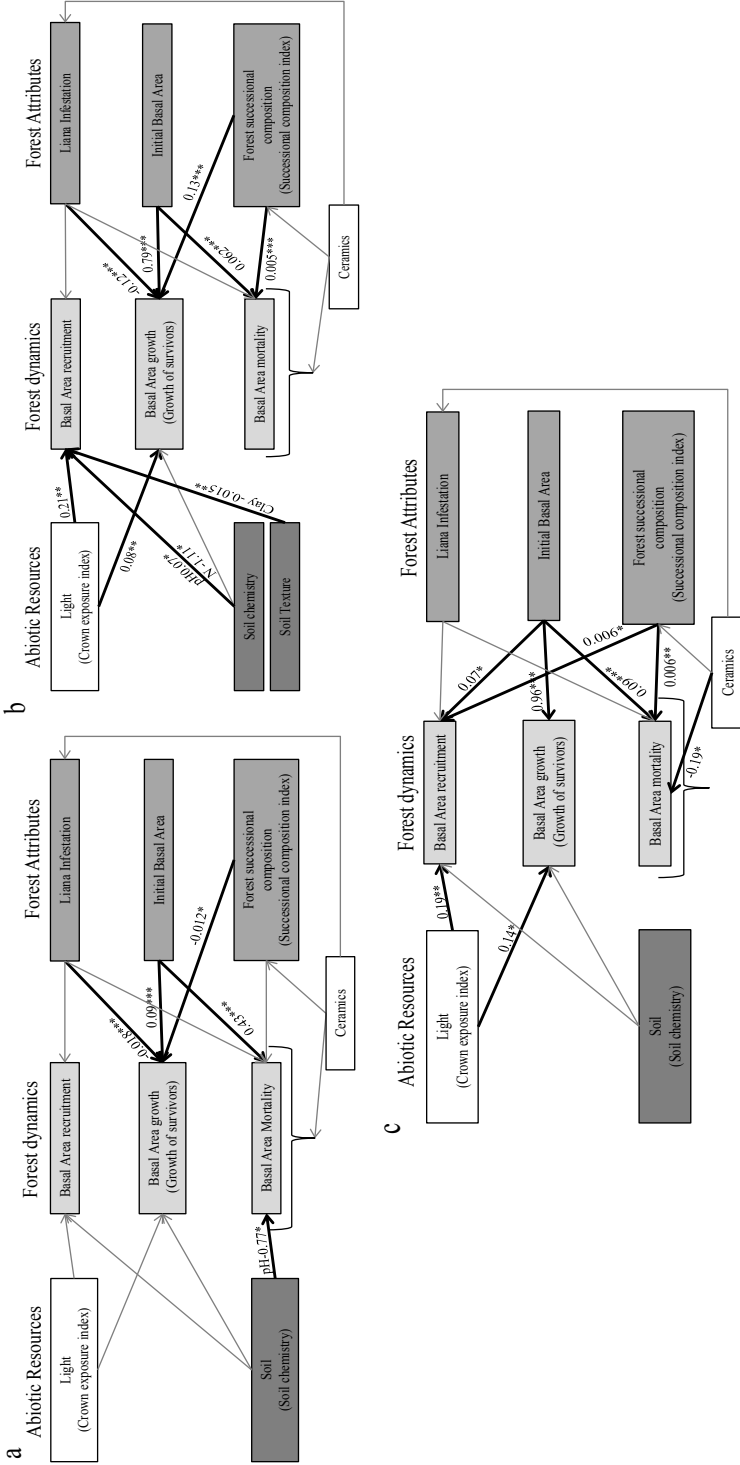 a
Abiotic Resources
Forest dynamics
Forest Attributes
Light
(Crown exposure index)
Soil
(Soil chemistry)
Basal Area recruitment
Basal Area growth
(Growth of survivors)
Basal Area Mortality
Liana Infestation
Initial Basal Area
Forest successional
composition
(Successional composition index)
Ceramics
pH-0.77*
-0.018***
0.09***
0.43***
-0.012*
b
Abiotic Resources
Forest dynamics
Forest Attributes
Light
(Crown exposure index)
Soil chemistry
Soil Texture
Basal Area recruitment
Basal Area growth
(Growth of survivors)
Basal Area mortality
Liana Infestation
Initial Basal Area
Forest successional
composition
(Successional composition index)
Ceramics
0.21**
0.08**
pH0.07*
N -1.11*
Clay -0.015**
-0.12***
0.79***
0.062***
0.13***
0.005***
c
Abiotic Resources
Forest dynamics
Forest Attributes
Light
(Crown exposure index)
Soil
(Soil chemistry)
Basal Area recruitment
Basal Area growth
(Growth of survivors)
Basal Area mortality
Liana Infestation
Initial Basal Area
Forest successional
composition
(Successional composition index)
Ceramics
0.19**
0.14*
0.07*
0.96***
0.09***
0.006*
0.006**
-0.19*